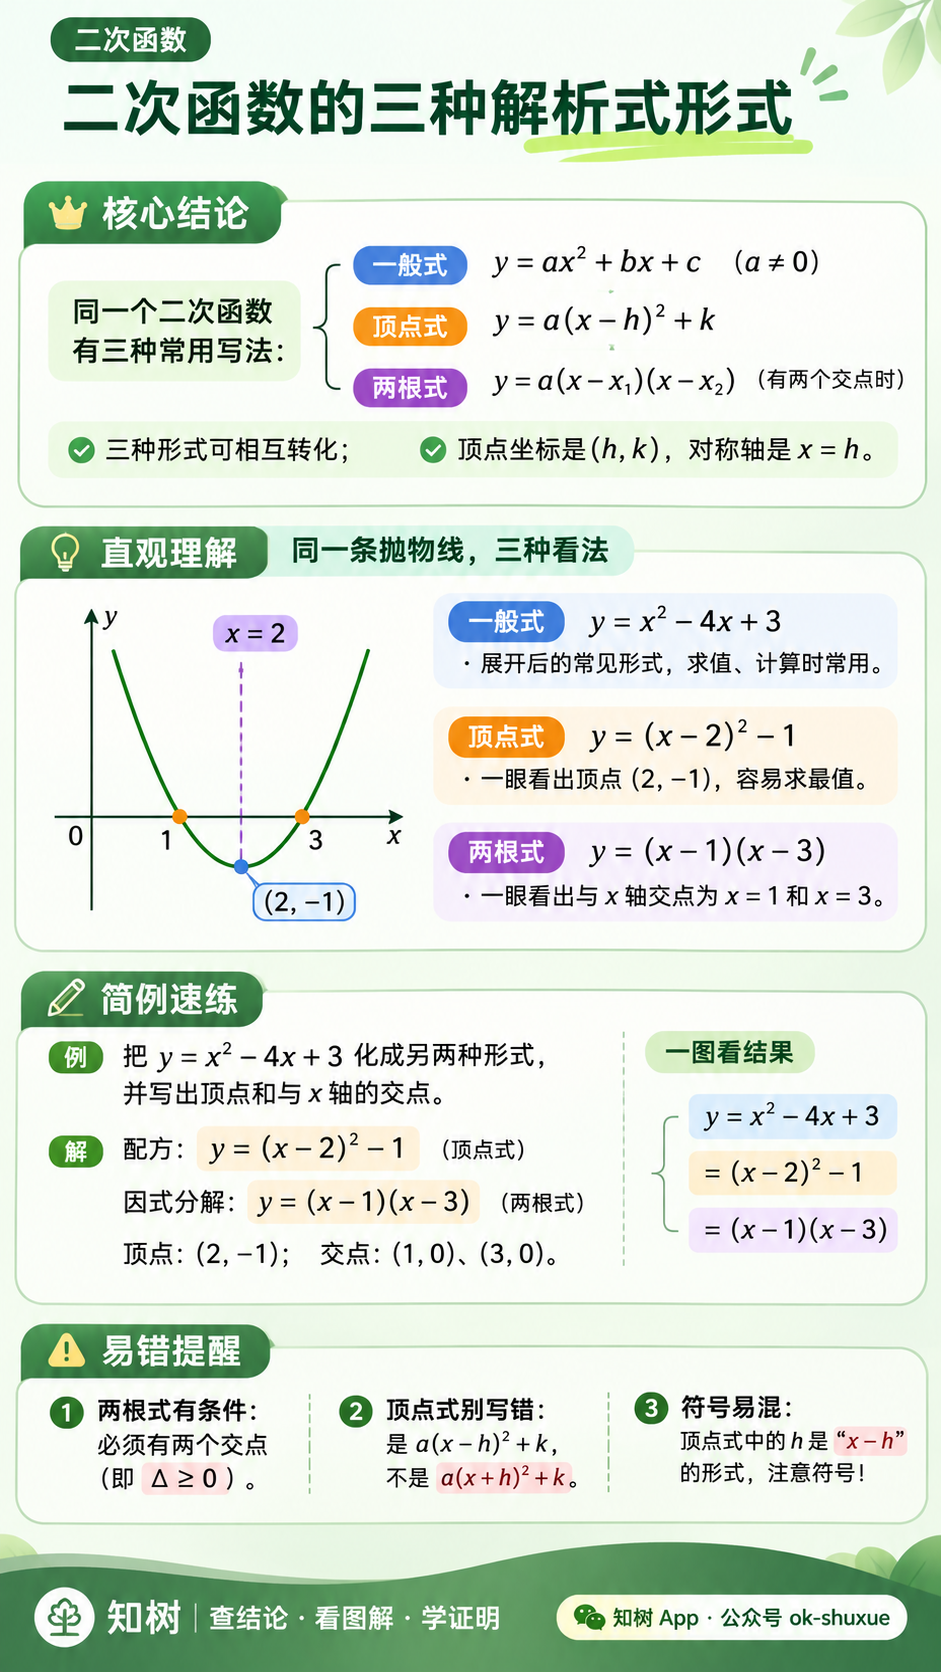 二次函数
二次函数的三种解析式形式
核心结论
同一个二次函数
有三种常用写法：
一般式 y = ax² + bx + c （a ≠ 0）
顶点式 y = a(x − h)² + k
两根式 y = a(x − x₁)(x − x₂) （有两个交点时）
三种形式可相互转化； 顶点坐标是(h, k)，对称轴是 x = h。
直观理解 同一条抛物线，三种看法
y
x = 2
0
1
3
x
(2, −1)
一般式 y = x² − 4x + 3
· 展开后的常见形式，求值、计算时常用。
顶点式 y = (x − 2)² − 1
· 一眼看出顶点 (2, −1)，容易求最值。
两根式 y = (x − 1)(x − 3)
· 一眼看出与 x 轴交点为 x = 1 和 x = 3。
简例速练
例 把 y = x² − 4x + 3 化成另两种形式，
并写出顶点和与 x 轴的交点。
解 配方： y = (x − 2)² − 1 （顶点式）
因式分解： y = (x − 1)(x − 3) （两根式）
顶点：(2, −1)； 交点：(1, 0)、(3, 0)。
一图看结果
y = x² − 4x + 3
= (x − 2)² − 1
= (x − 1)(x − 3)
易错提醒
1 两根式有条件：
必须有两个交点
（即 Δ ≥ 0 ）。
2 顶点式别写错：
是 a(x − h)² + k，
不是 a(x + h)² + k。
3 符号易混：
顶点式中的 h 是 “x − h”
的形式，注意符号！
知树 查结论 · 看图解 · 学证明
知树 App · 公众号 ok-shuxue